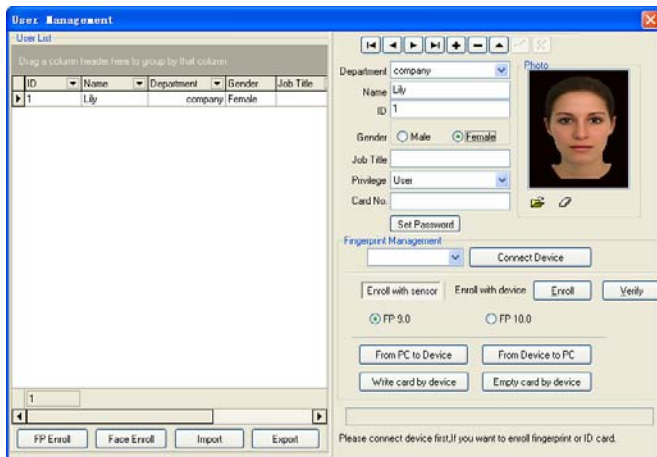 User Management
User List
Drag a column header here to group by that column
ID Name Department Gender Job Title
1 Lily company Female
1
FP Enroll Face Enroll Import Export
Department company
Name Lily
ID 1
Gender Male Female
Job Title
Privilege User
Card No.
Set Password
Photo
Fingerprint Management
Connect Device
Enroll with sensor Enroll with device Enroll Verify
FP 9.0 FP 10.0
From PC to Device From Device to PC
Write card by device Empty card by device
Please connect device first,If you want to enroll fingerprint or ID card.